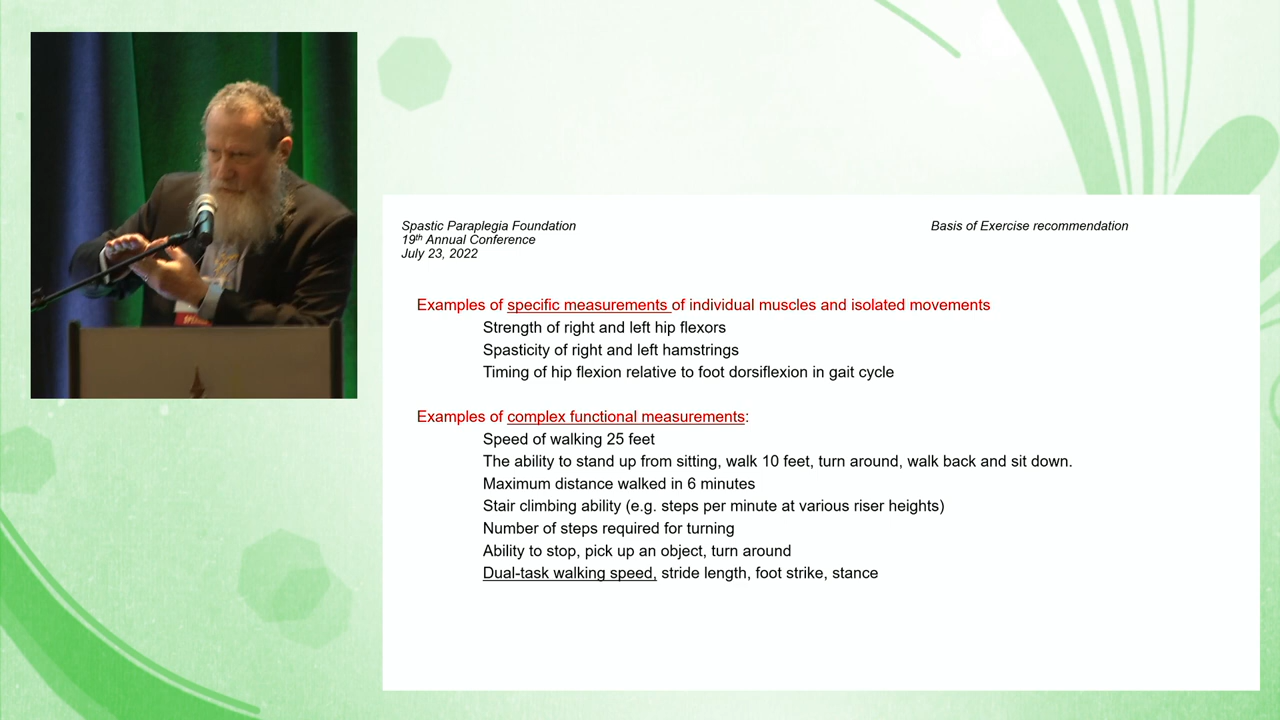 Spastic Paraplegia Foundation
19th Annual Conference
July 23, 2022
Basis of Exercise recommendation
Examples of specific measurements of individual muscles and isolated movements
Strength of right and left hip flexors
Spasticity of right and left hamstrings
Timing of hip flexion relative to foot dorsiflexion in gait cycle
Examples of complex functional measurements:
Speed of walking 25 feet
The ability to stand up from sitting, walk 10 feet, turn around, walk back and sit down.
Maximum distance walked in 6 minutes
Stair climbing ability (e.g. steps per minute at various riser heights)
Number of steps required for turning
Ability to stop, pick up an object, turn around
Dual-task walking speed, stride length, foot strike, stance